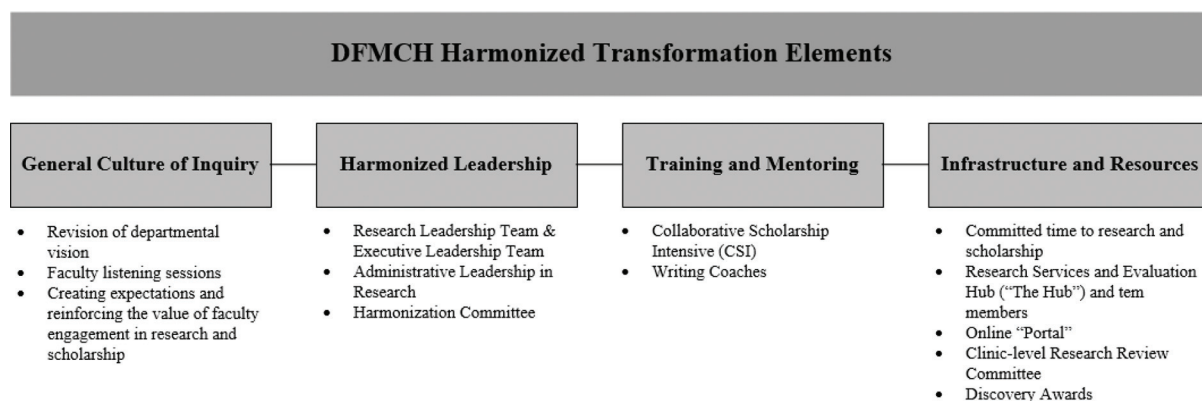 DFMCH Harmonized Transformation Elements
General Culture of Inquiry
• Revision of departmental
vision
• Faculty listening sessions
• Creating expectations and
reinforcing the value of faculty
engagement in research and
scholarship
Harmonized Leadership
• Research Leadership Team &
Executive Leadership Team
• Administrative Leadership in
Research
• Harmonization Committee
Training and Mentoring
• Collaborative Scholarship
Intensive (CSI)
• Writing Coaches
Infrastructure and Resources
• Committed time to research and
scholarship
• Research Services and Evaluation
Hub (“The Hub”) and tem
members
• Online “Portal”
• Clinic-level Research Review
Committee
• Discovery Awards